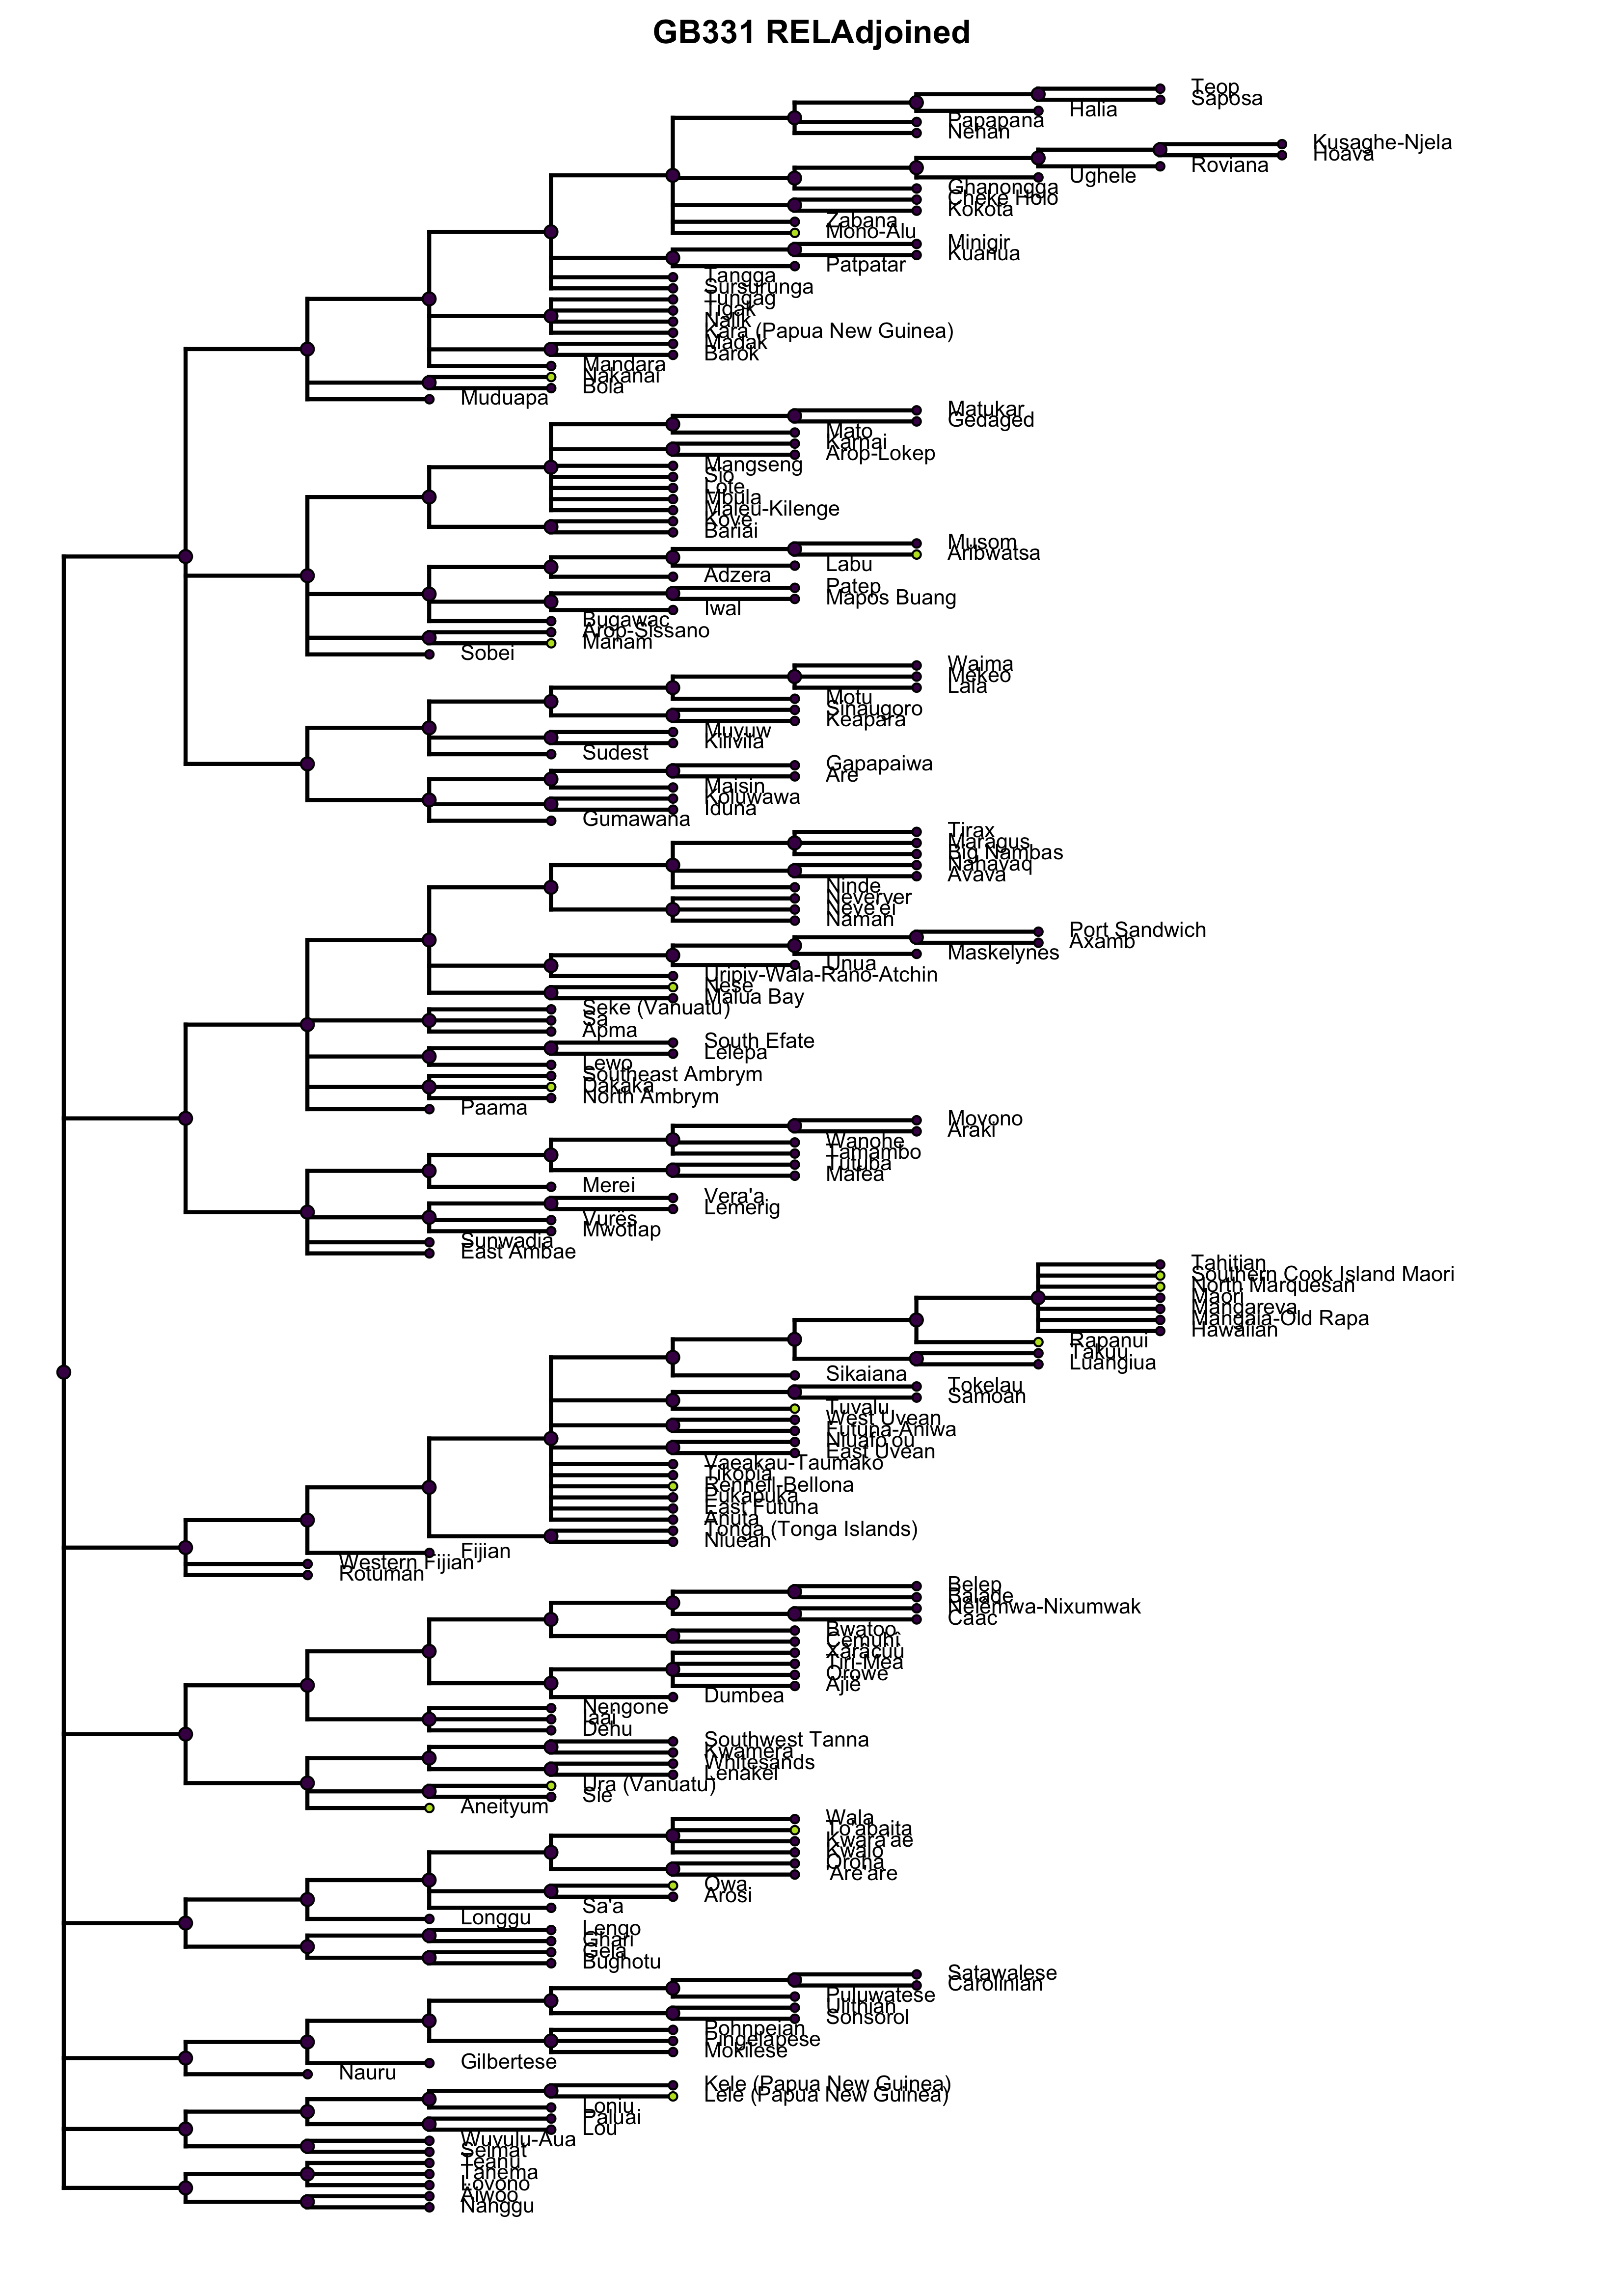 GB331 RELAdjoined
Teop
Saposa
Halia
Papapana
Nehan
Kusaghe-Njela
Hoava
Roviana
Ughele
Ghanongga
Cheke Holo
Kokota
Zabana
Mono-Alu
Minigir
Kuanua
Patpatar
Tangga
Sursurunga
Tungag
Tigak
Nalik
Kara (Papua New Guinea)
Madak
Barok
Mandara
Nakanai
Bola
Muduapa
Matukar
Gedaged
Mato
Karnai
Arop-Lokep
Mangseng
Sio
Lote
Mbula
Maleu-Kilenge
Kove
Bariai
Musom
Aribwatsa
Labu
Adzera
Patep
Mapos Buang
Iwal
Bugawac
Arop-Sissano
Manam
Sobei
Waima
Mekeo
Lala
Motu
Sinaugoro
Keapara
Muyuw
Kilivila
Sudest
Gapapaiwa
Are
Maisin
Koluwawa
Iduna
Gumawana
Tirax
Maragus
Big Nambas
Nahavaq
Avava
Ninde
Neverver
Neve'ei
Naman
Port Sandwich
Axamb
Maskelynes
Unua
Uripiv-Wala-Rano-Atchin
Nese
Malua Bay
Seke (Vanuatu)
Sa
Apma
South Efate
Lelepa
Lewo
Southeast Ambrym
Dakaka
North Ambrym
Paama
Movono
Araki
Wanohe
Tamambo
Tutuba
Mafea
Merei
Vera'a
Lemerig
Vurës
Mwotlap
Sunwadia
East Ambae
Tahitian
Southern Cook Island Maori
North Marquesan
Maori
Mangareva
Mangaia-Old Rapa
Hawaiian
Rapanui
Takuu
Luangiua
Sikaiana
Tokelau
Samoan
Tuvalu
West Uvean
Futuna-Aniwa
Niuafo'ou
East Uvean
Vaeakau-Taumako
Tikopia
Rennell-Bellona
Pukapuka
East Futuna
Anuta
Tonga (Tonga Islands)
Niuean
Fijian
Western Fijian
Rotuman
Belep
Balade
Nelemwa-Nixumwak
Caac
Bwatoo
Cemuhî
Xârâcùù
Tiri-Mea
Orowe
Ajië
Dumbea
Nengone
Iaai
Dehu
Southwest Tanna
Kwamera
Whitesands
Lenakel
Ura (Vanuatu)
Sie
Aneityum
Wala
To'abaita
Kwara'ae
Kwaio
Oroha
'Are'are
Owa
Arosi
Sa'a
Longgu
Lengo
Ghari
Gela
Bughotu
Satawalese
Carolinian
Puluwatese
Ulithian
Sonsorol
Pohnpeian
Pingelapese
Mokilese
Gilbertese
Nauru
Kele (Papua New Guinea)
Lele (Papua New Guinea)
Loniu
Paluai
Lou
Wuvulu-Aua
Seimat
Teanu
Tanema
Lovono
Äiwoo
Nanggu